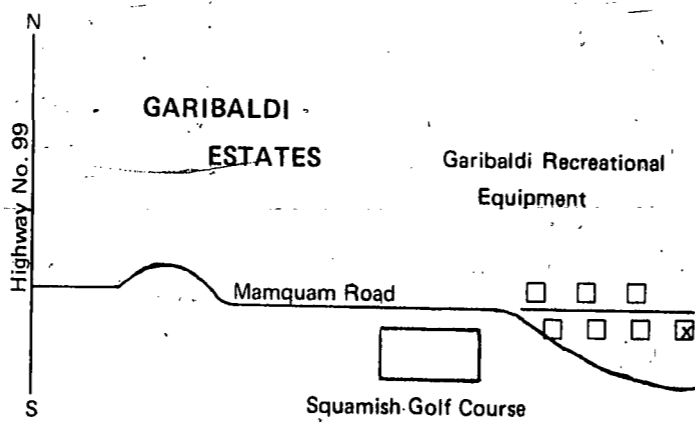 N
Highway No. 99
GARIBALDI
ESTATES
Garibaldi Recreational
Equipment
Mamquam Road
x
Squamish Golf Course
S